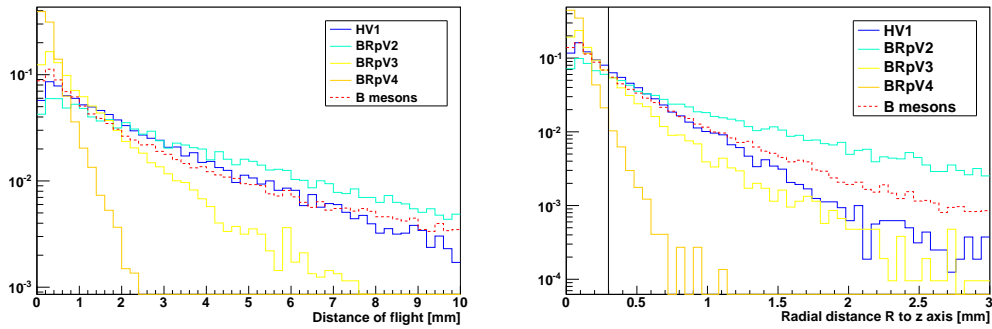 HV1
BRpV2
BRpV3
BRpV4
B mesons
10⁻¹
10⁻²
10⁻³
0 1 2 3 4 5 6 7 8 9 10
Distance of flight [mm]
HV1
BRpV2
BRpV3
BRpV4
B mesons
10⁻¹
10⁻²
10⁻³
10⁻⁴
0 0.5 1 1.5 2 2.5 3
Radial distance R to z axis [mm]